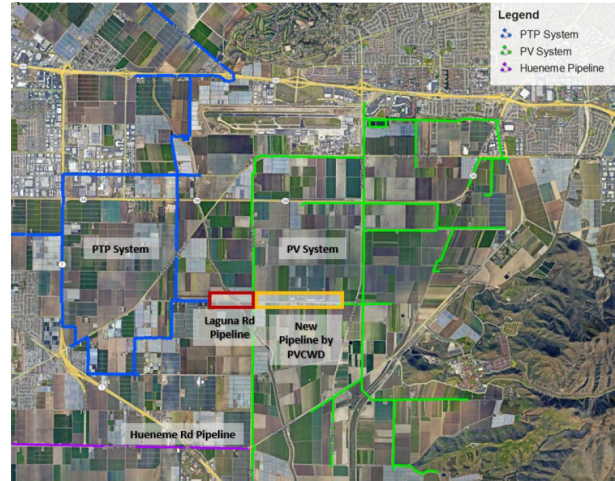 Legend
PTP System
PV System
Hueneme Pipeline
PTP System
PV System
Laguna Rd
Pipeline
New
Pipeline by
PVCWD
Hueneme Rd Pipeline